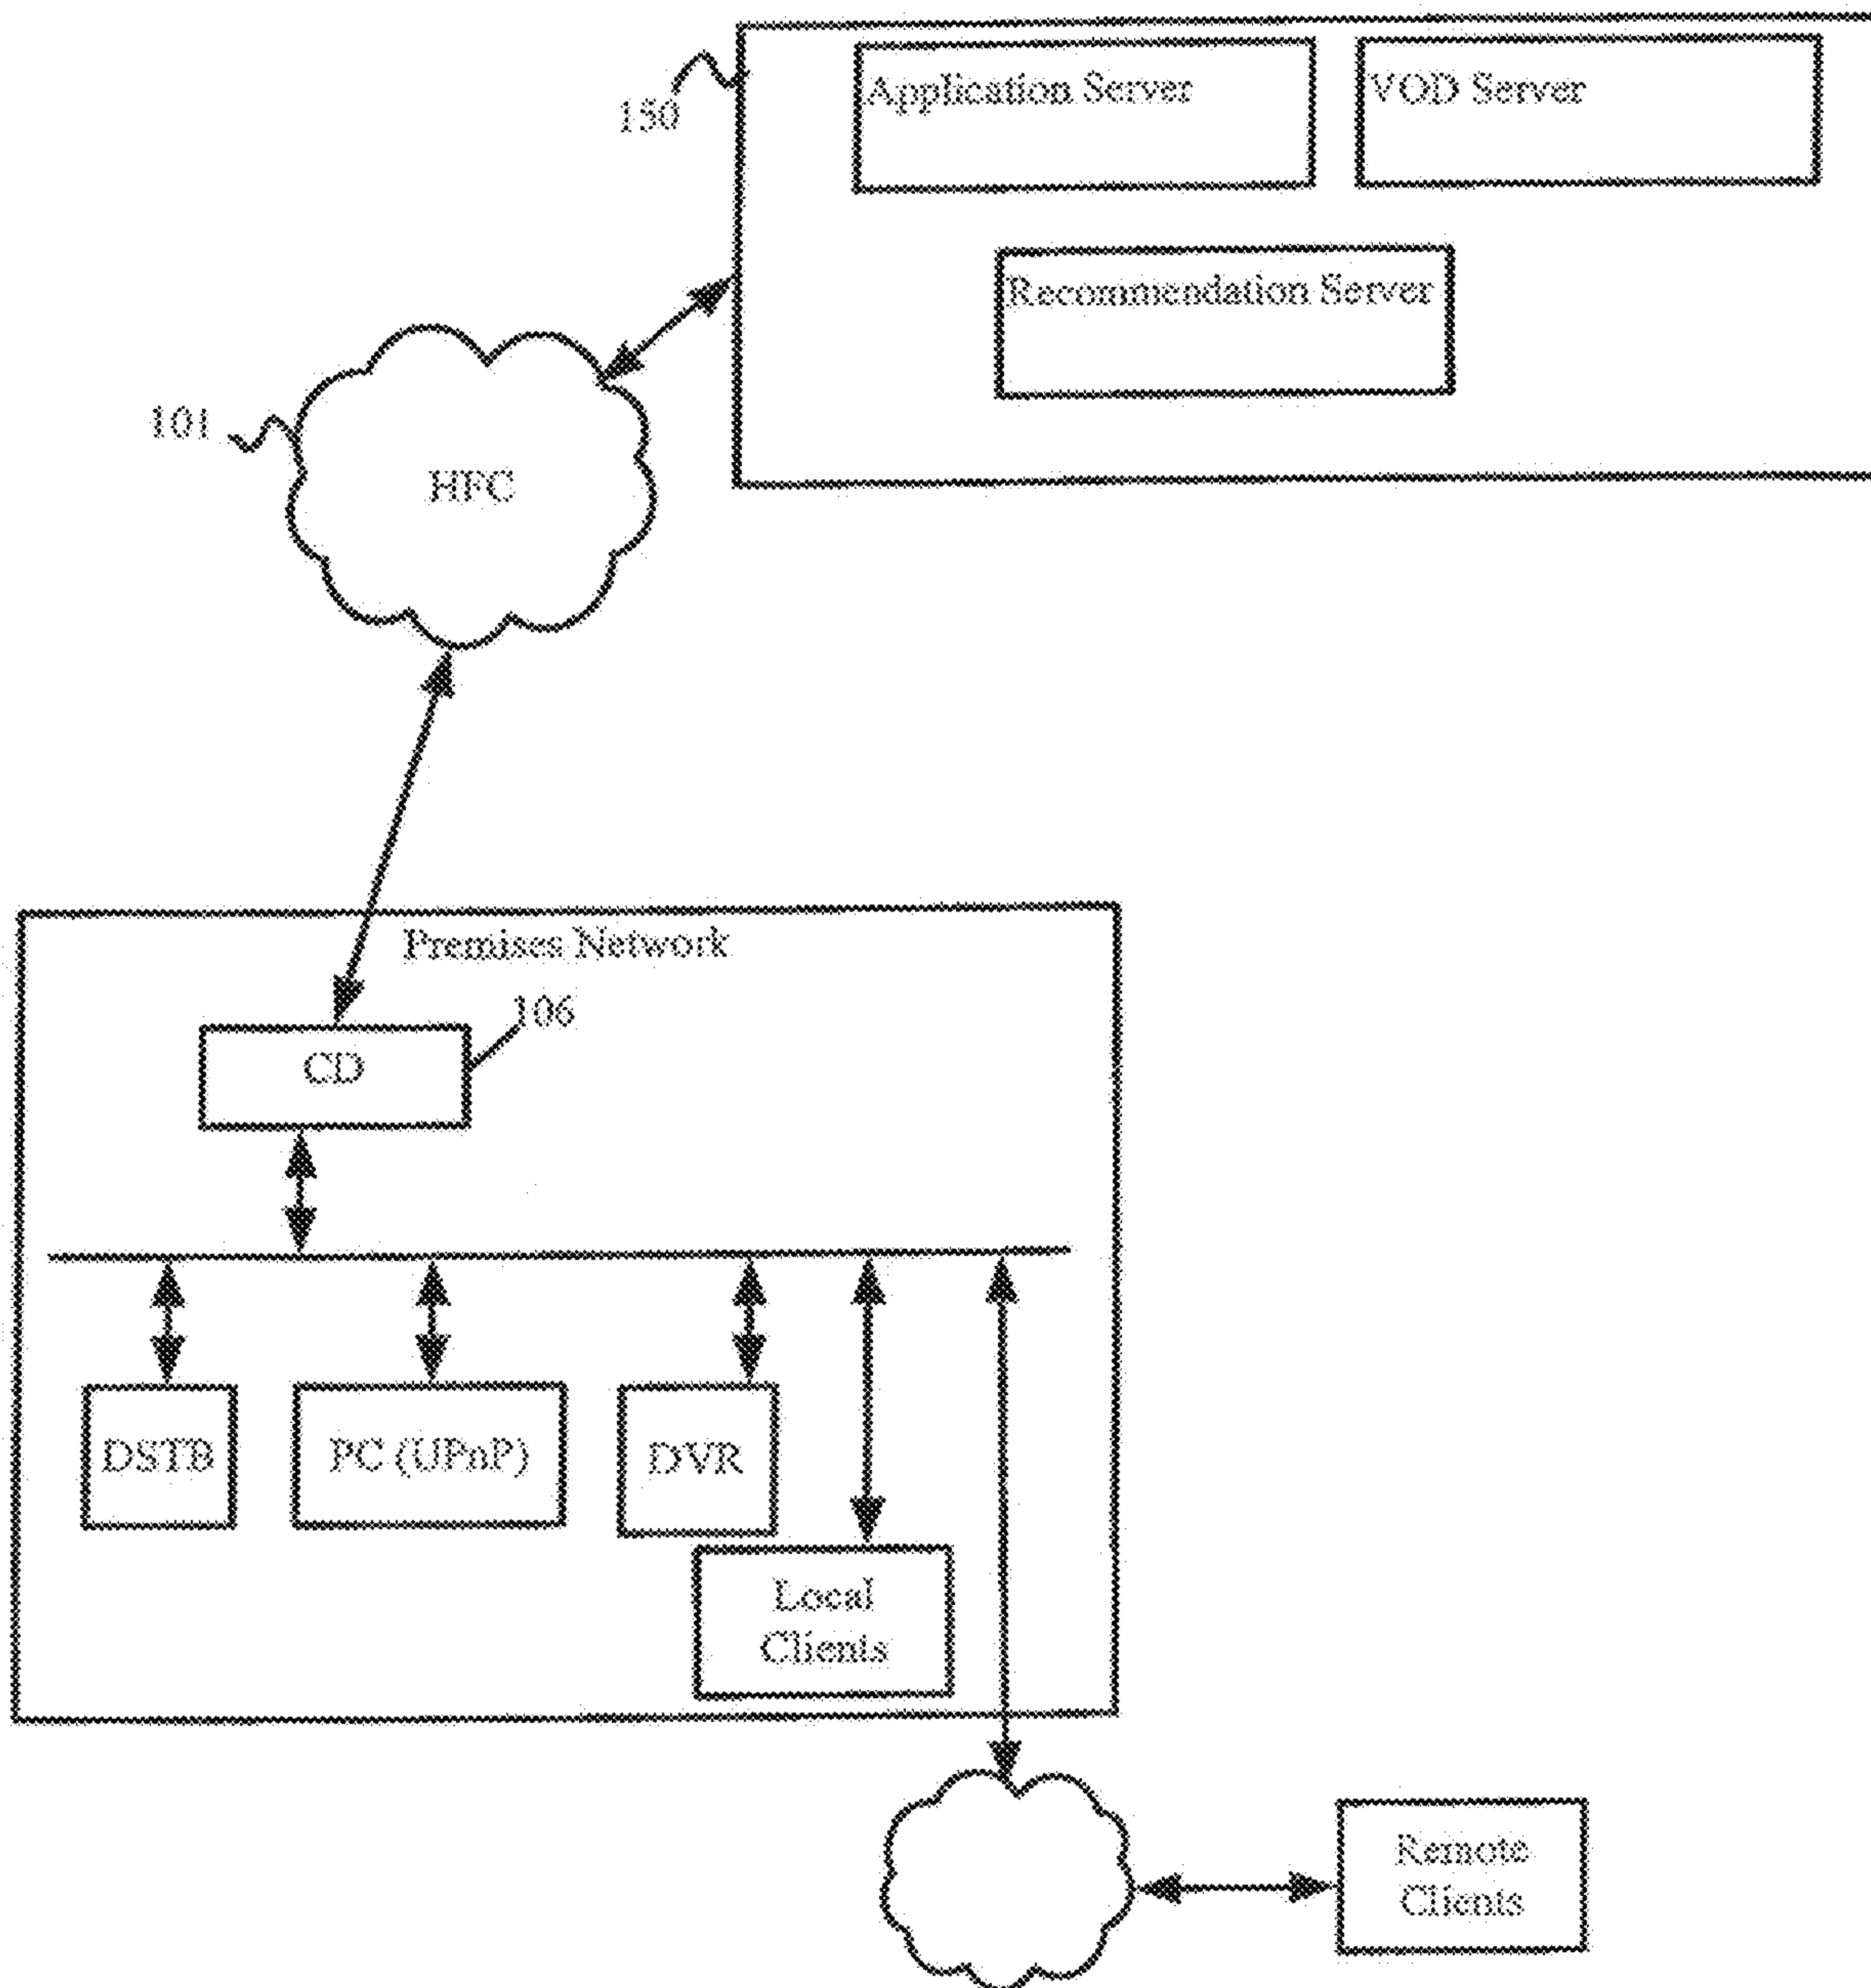 150
Application Server
VOD Server
Recommendation Server
101
HFC
Premises Network
106
CD
DSTB
PC (UPnP)
DVR
Local
Clients
Remote
Clients